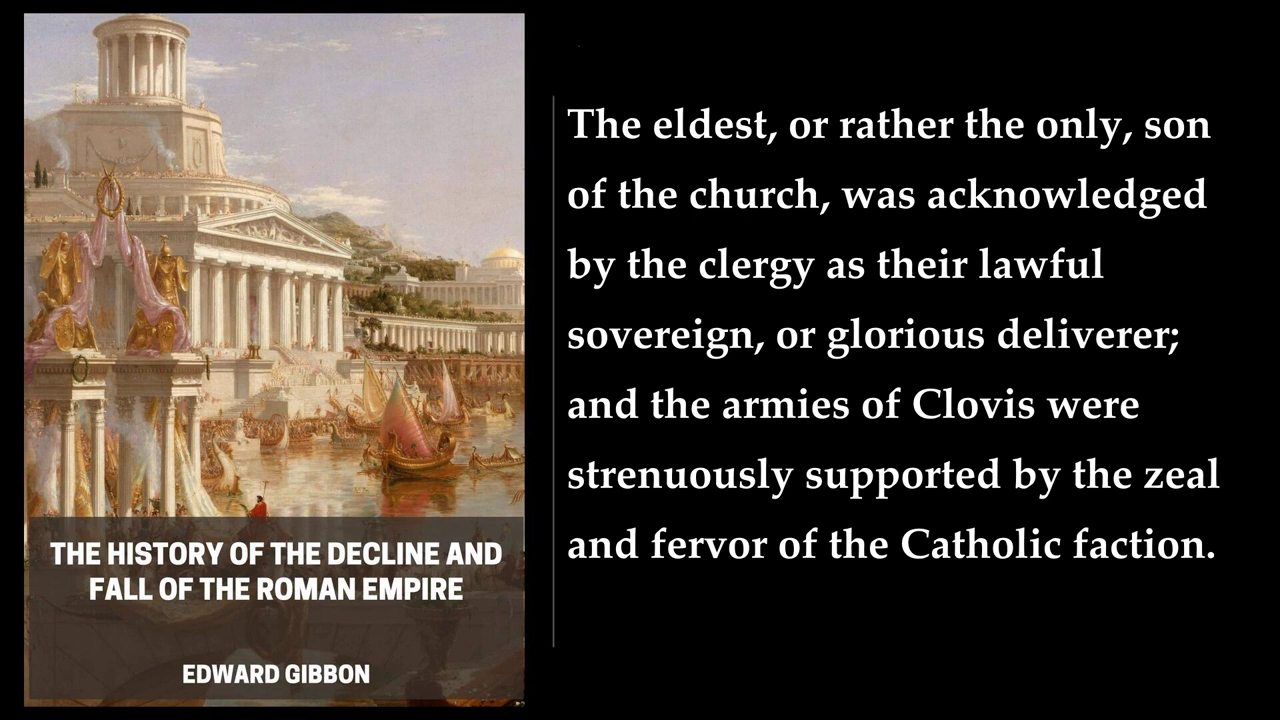 THE HISTORY OF THE DECLINE AND
FALL OF THE ROMAN EMPIRE
EDWARD GIBBON
The eldest, or rather the only, son
of the church, was acknowledged
by the clergy as their lawful
sovereign, or glorious deliverer;
and the armies of Clovis were
strenuously supported by the zeal
and fervor of the Catholic faction.